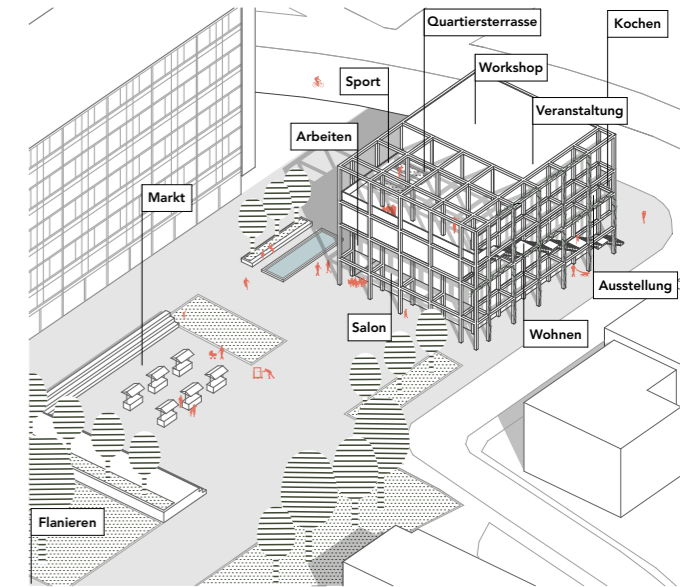 Quartiersterrasse
Kochen
Workshop
Sport
Veranstaltung
Arbeiten
Markt
Ausstellung
Salon
Wohnen
Flanieren